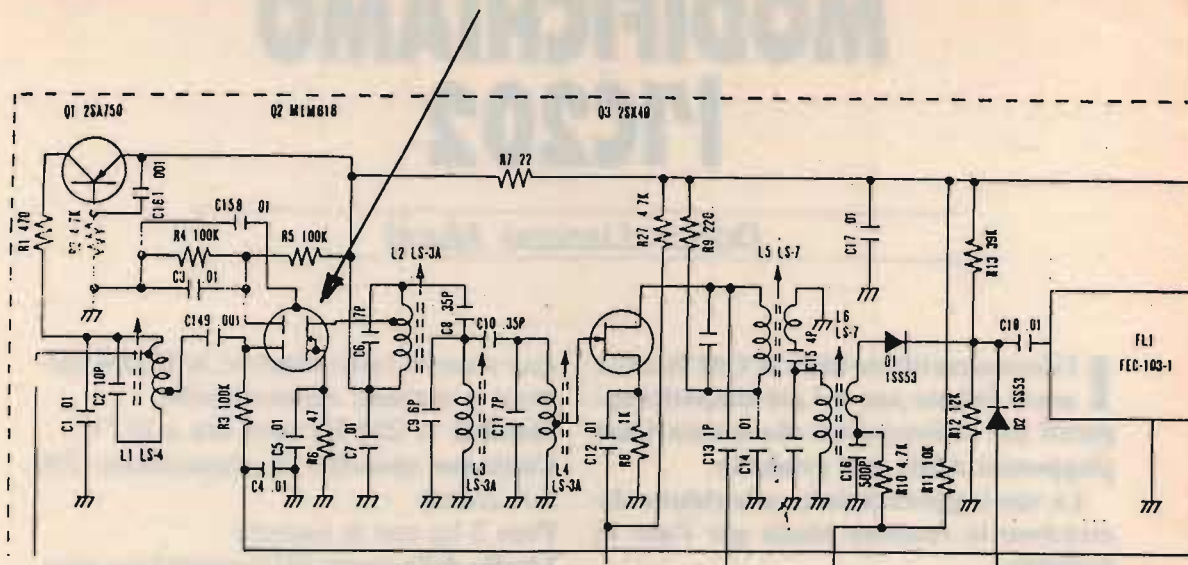 Q1 2SA750
Q2 MEM616
Q3 2SK40
C161 .001
R1 470
C158 .01
R4 100K
R5 100K
C3 .01
R7 22
R27 4.7K
R9 220
C17 .01
R13 39K
L2 LS-3A
L5 LS-7
C149 .001
C6 7P
C8 .35P
C10 .35P
C15 4P
L6
LS-7
D1
1SS53
C18 .01
FL1
FEC-103-1
C1 .01
C2 10P
L1 LS-4
R3 100K
C5 .01
R6 47
C7 .01
C4 .01
C9 6P
L3
LS-3A
C11 7P
L4
LS-3A
C12 .01
R8 1K
C13 1P
C14 .01
C16
500P
R10 4.7K
R11 10K
R12 12K
D2 1SS53